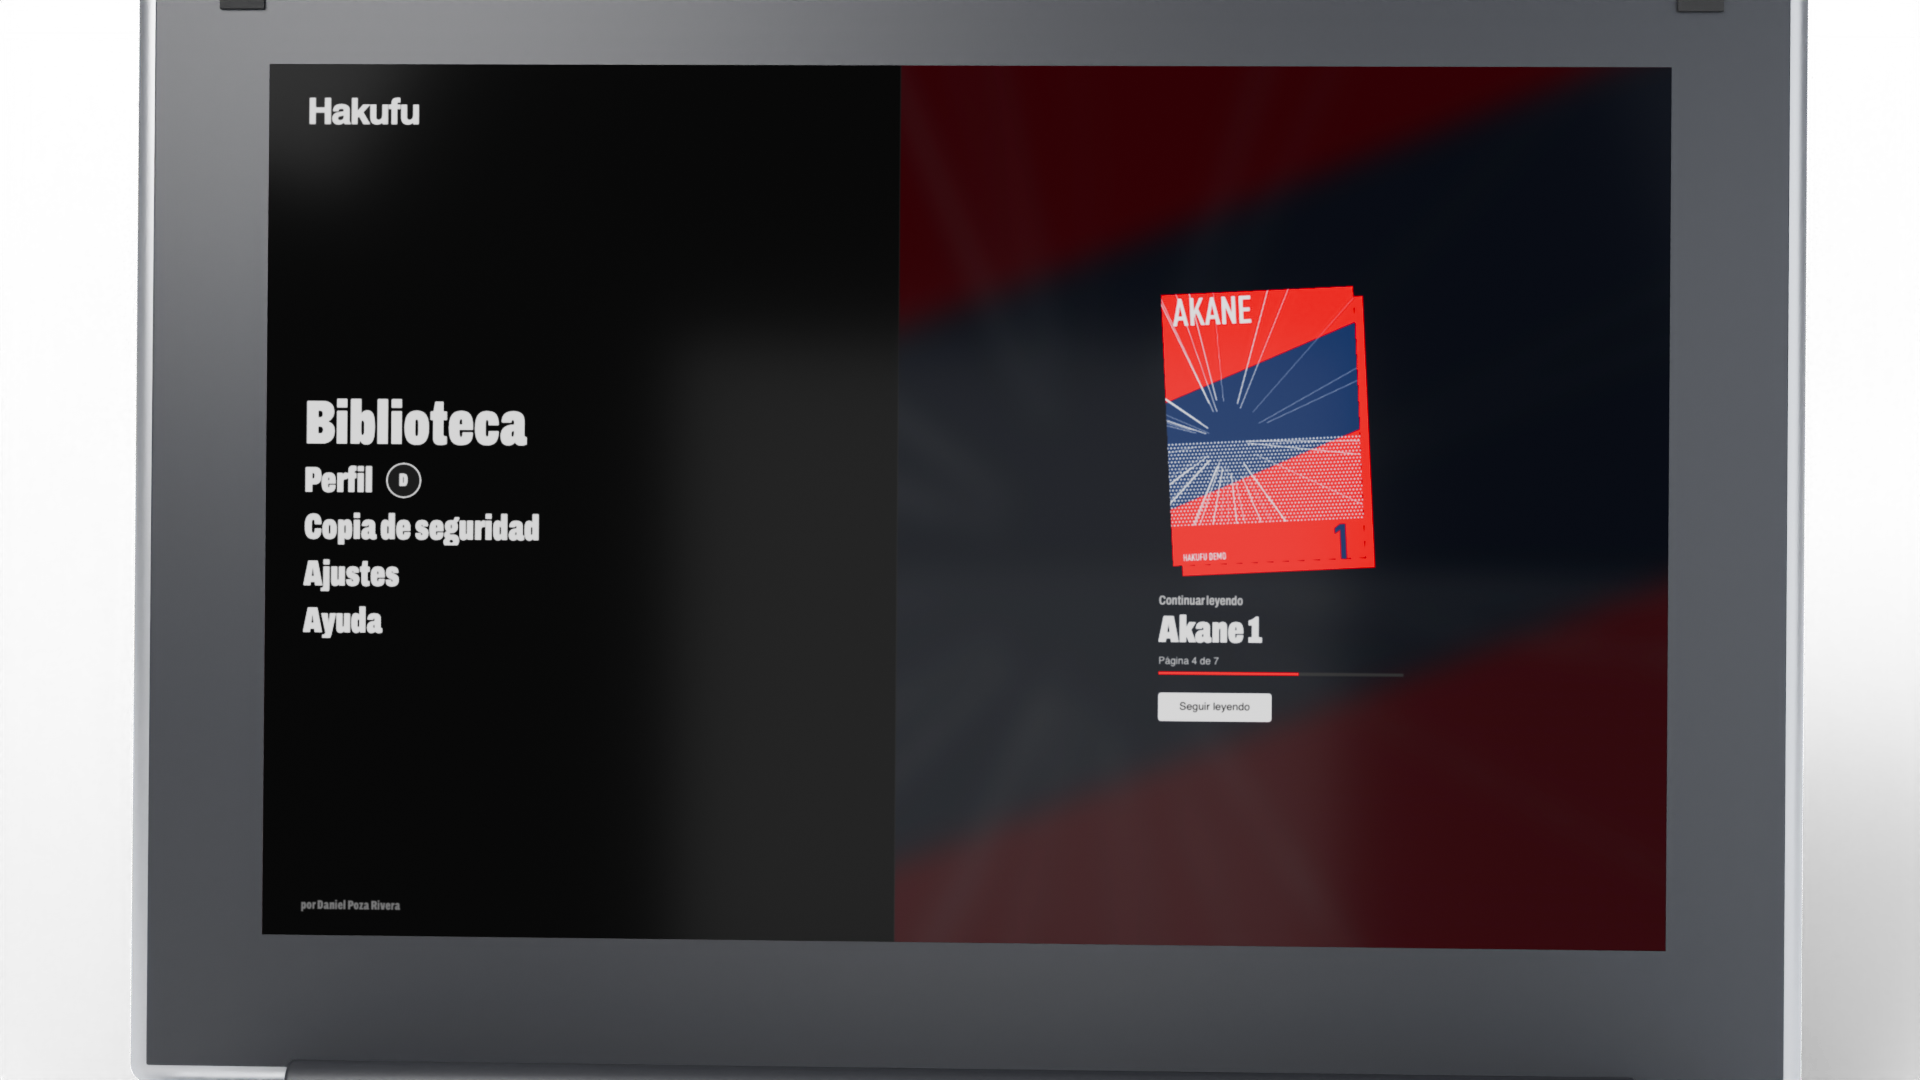 Hakufu
Biblioteca
Perfil D
Copia de seguridad
Ajustes
Ayuda
por Daniel Poza Rivera
AKANE
1
HAKUFU DEMO
Continuar leyendo
Akane 1
Página 4 de 7
Seguir leyendo